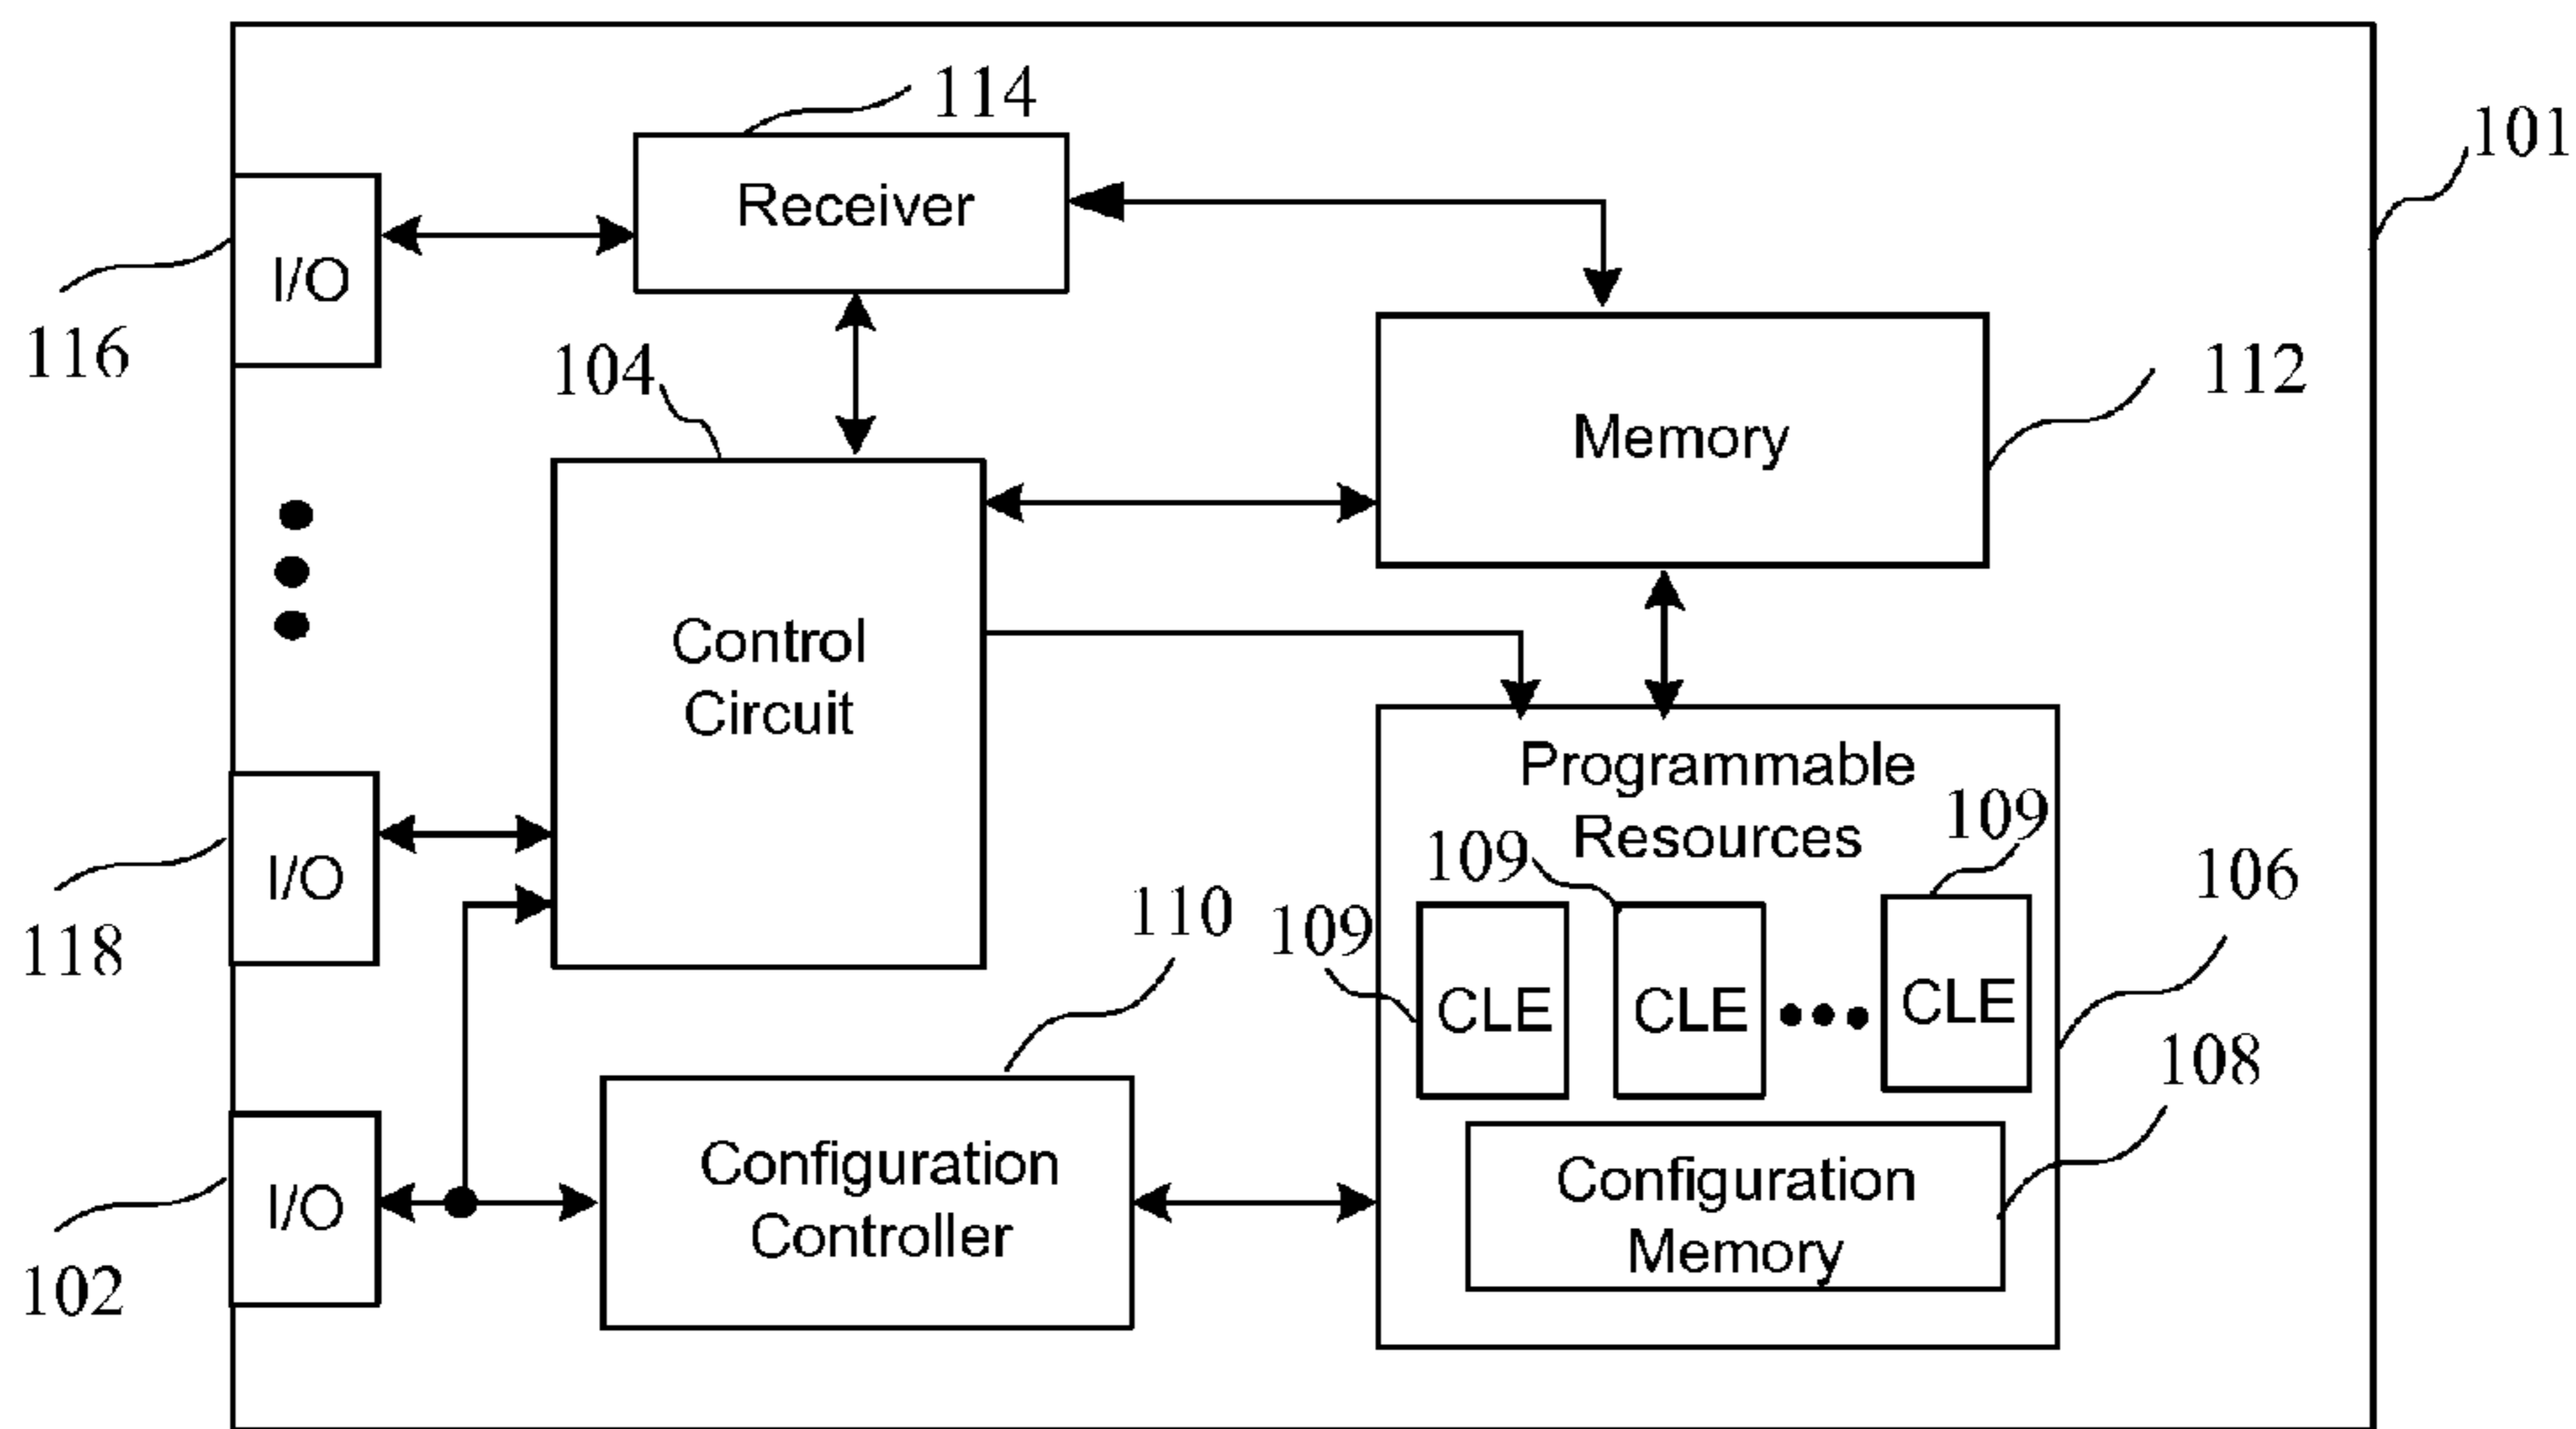 114
101
Receiver
I/O
116
104
112
Memory
Control
Circuit
Programmable
Resources
109
109
109
106
I/O
118
110
CLE
CLE
CLE
108
Configuration
Controller
Configuration
Memory
I/O
102